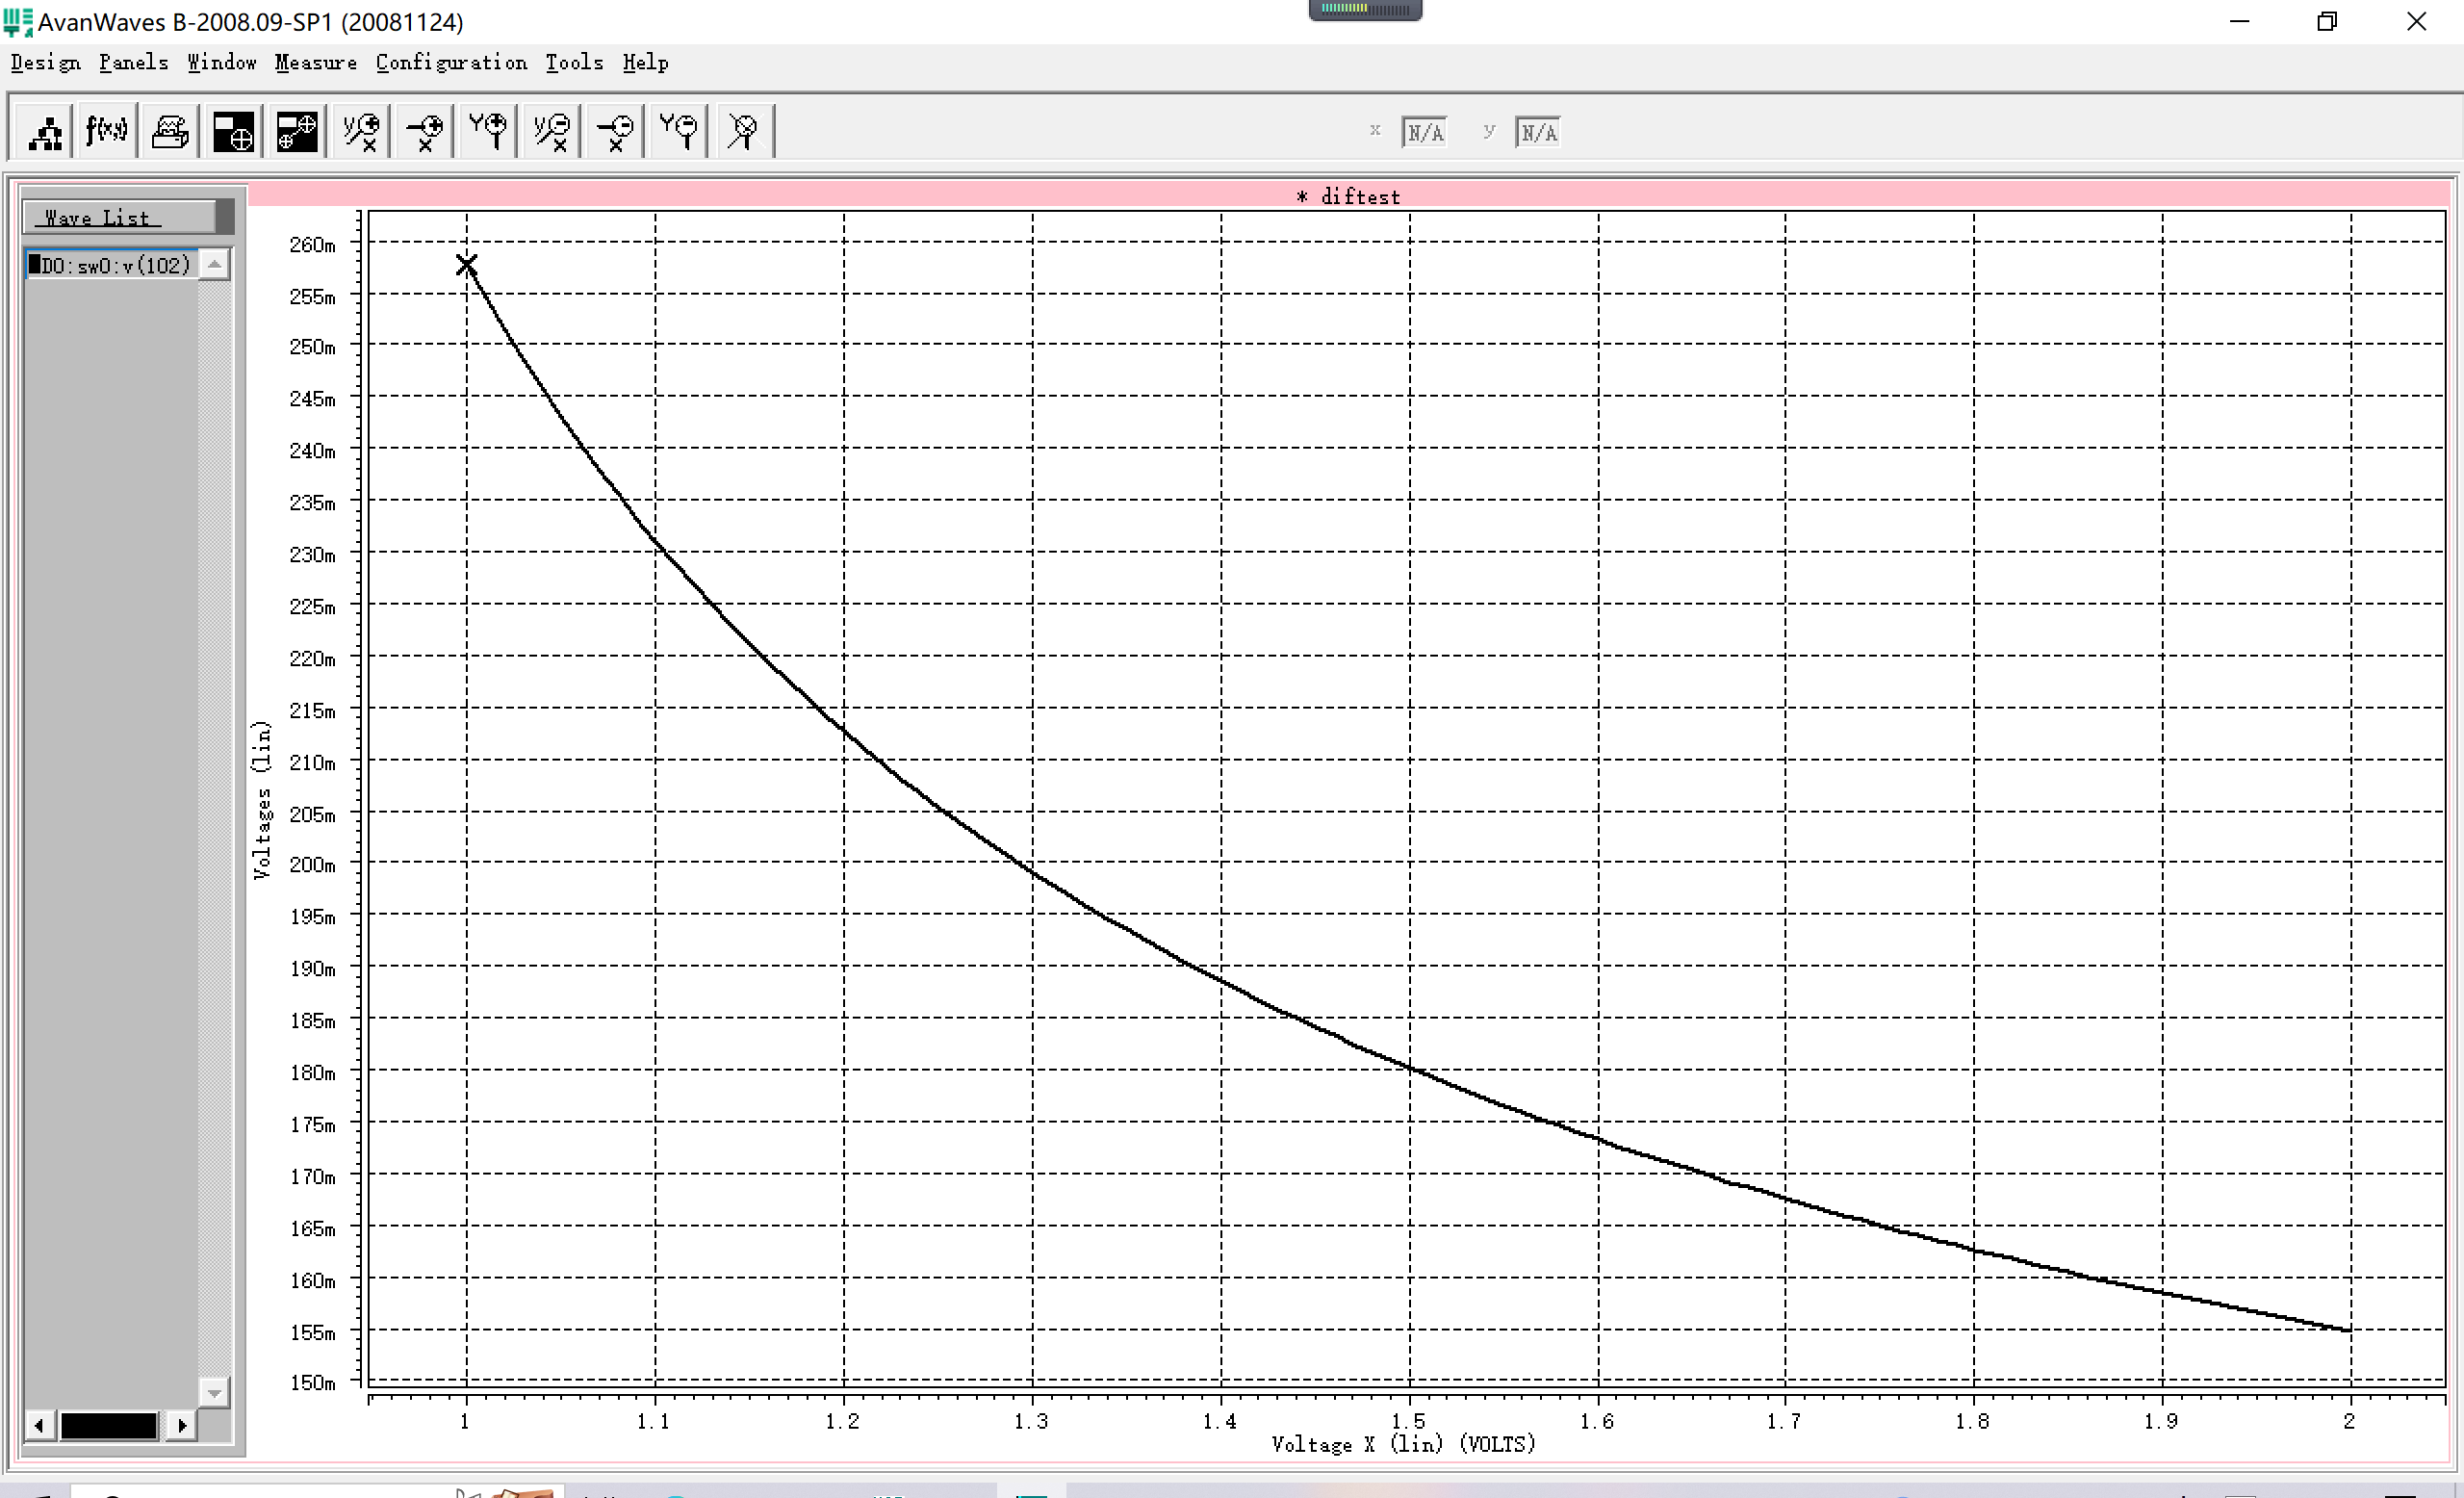 AvanWaves B-2008.09-SP1 (20081124)
Design Panels Window Measure Configuration Tools Help
f(x,y)
x N/A y N/A
* diftest
Wave List
D0:sw0:v(102)
Voltages (lin)
260m
255m
250m
245m
240m
235m
230m
225m
220m
215m
210m
205m
200m
195m
190m
185m
180m
175m
170m
165m
160m
155m
150m
1 1.1 1.2 1.3 1.4 1.5 1.6 1.7 1.8 1.9 2
Voltage X (lin) (VOLTS)